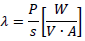 λ = P/s [W/(V · A)]